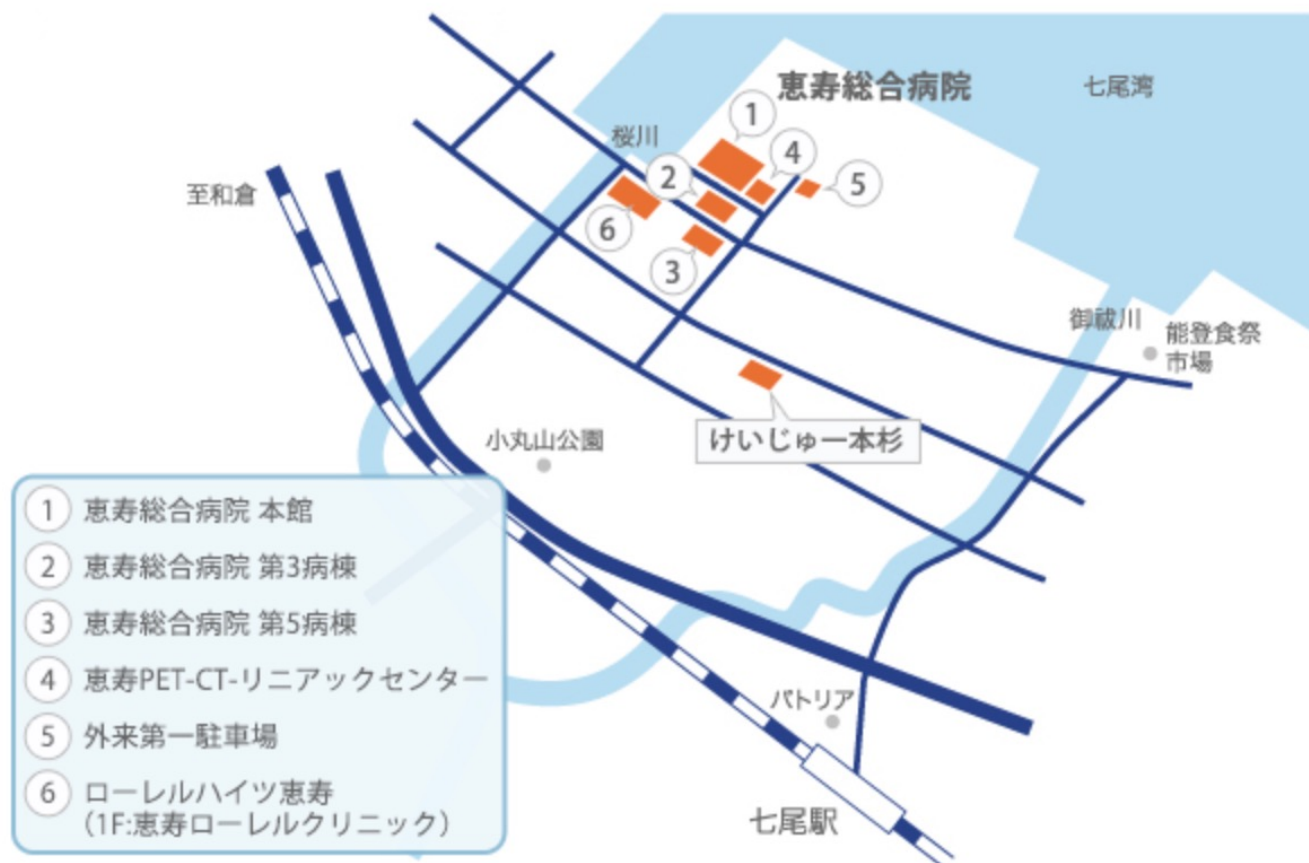 恵寿総合病院
七尾湾
1
桜川
4
2
5
至和倉
6
3
御祓川
能登食祭
市場
けいじゅ一本杉
小丸山公園
1 恵寿総合病院 本館
2 恵寿総合病院 第3病棟
3 恵寿総合病院 第5病棟
4 恵寿PET-CT-リニアックセンター
5 外来第一駐車場
6 ローレルハイツ恵寿
（1F:恵寿ローレルクリニック）
パトリア
七尾駅